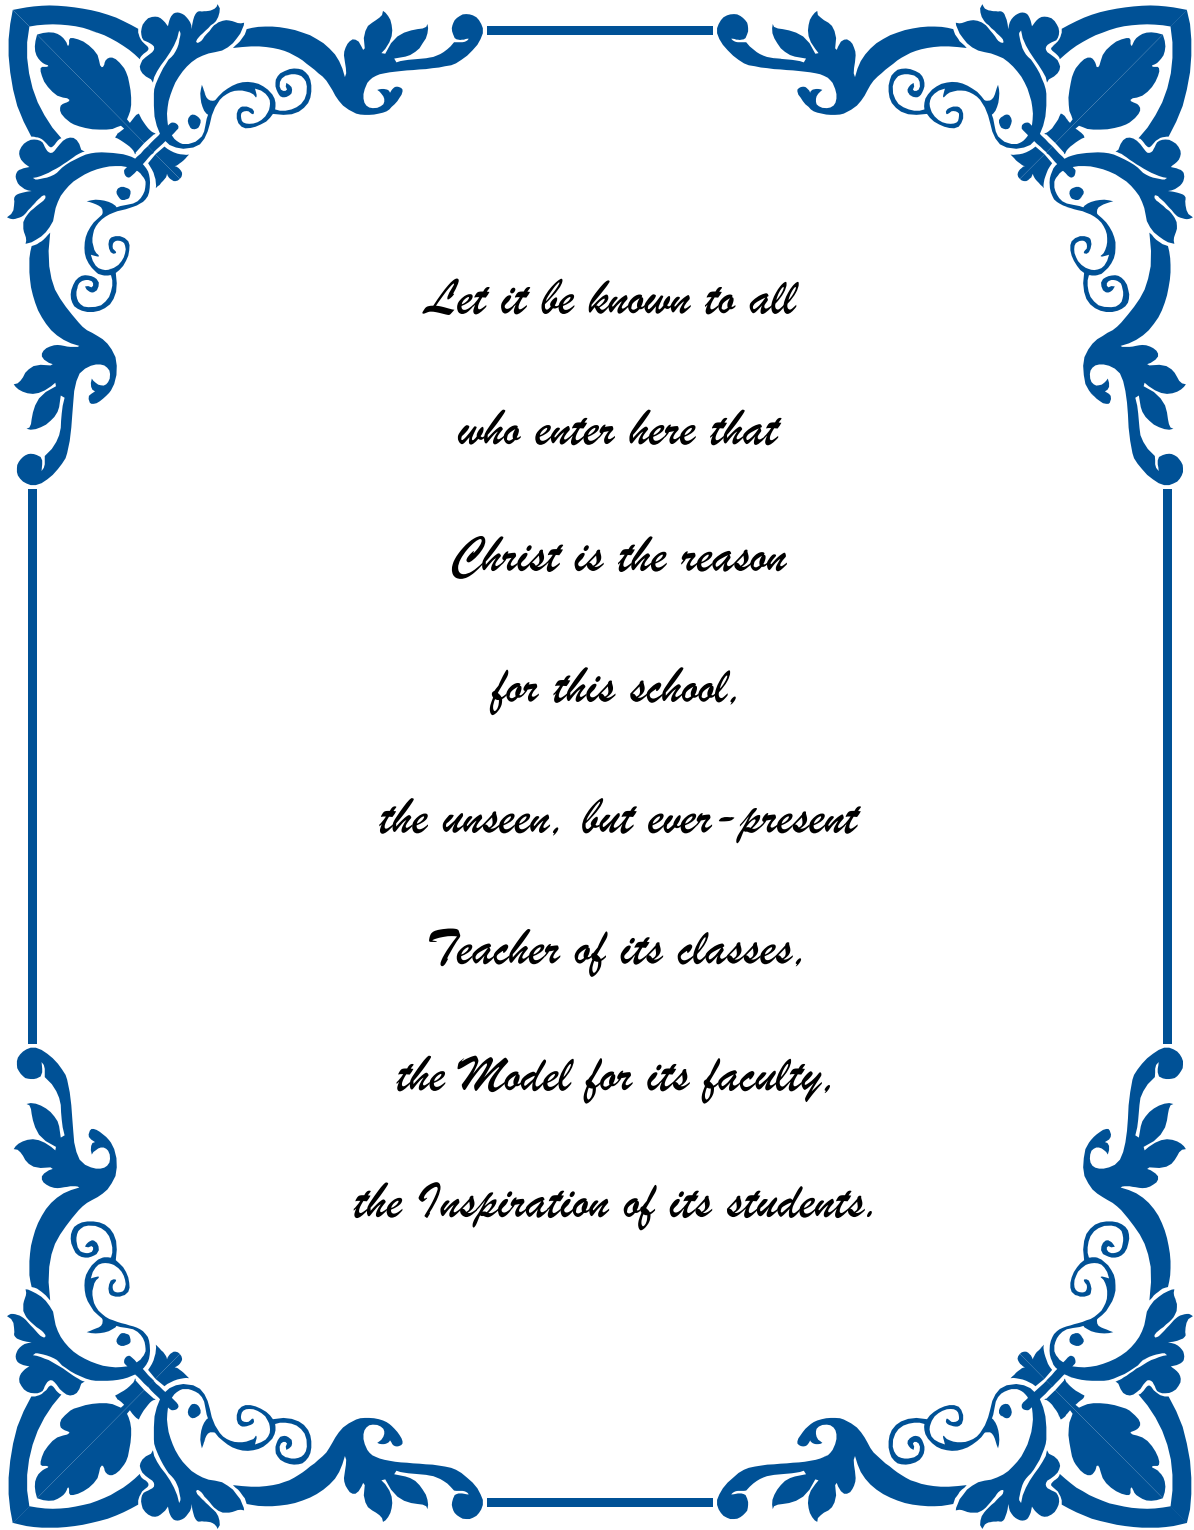 Let it be known to all
who enter here that
Christ is the reason
for this school,
the unseen, but ever-present
Teacher of its classes,
the Model for its faculty,
the Inspiration of its students.